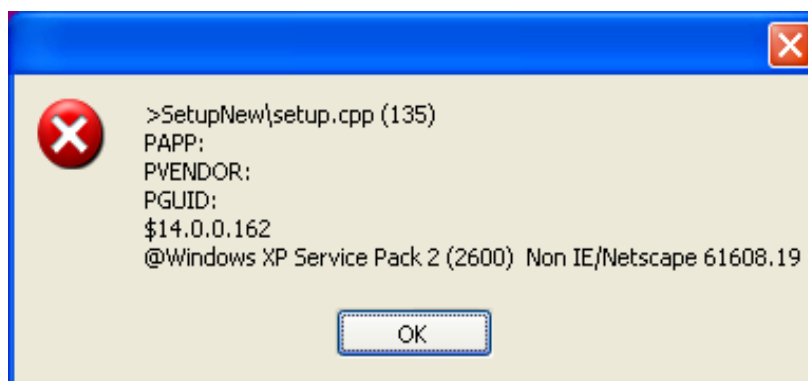 >SetupNew\setup.cpp (135)
PAPP:
PVENDOR:
PGUID:
$14.0.0.162
@Windows XP Service Pack 2 (2600)  Non IE/Netscape 61608.19
OK